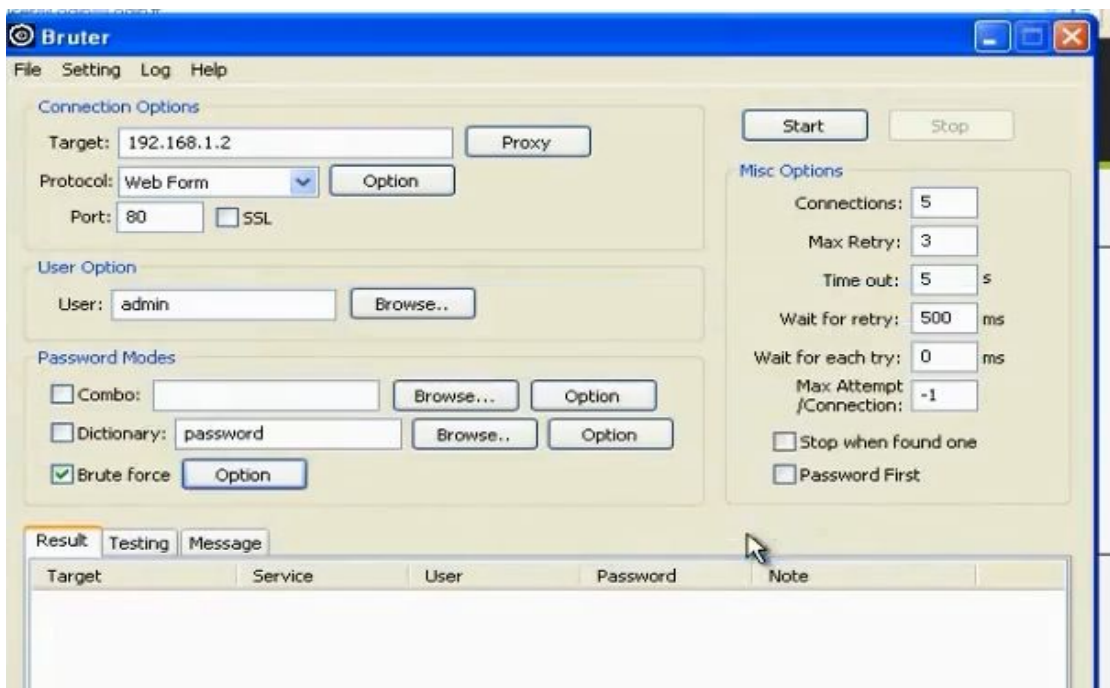 Bruter
File Setting Log Help
Connection Options
Target: 192.168.1.2 Proxy
Protocol: Web Form Option
Port: 80 SSL
User Option
User: admin Browse..
Password Modes
Combo: Browse... Option
Dictionary: password Browse.. Option
Brute force Option
Start Stop
Misc Options
Connections: 5
Max Retry: 3
Time out: 5 s
Wait for retry: 500 ms
Wait for each try: 0 ms
Max Attempt
/Connection: -1
Stop when found one
Password First
Result Testing Message
Target Service User Password Note